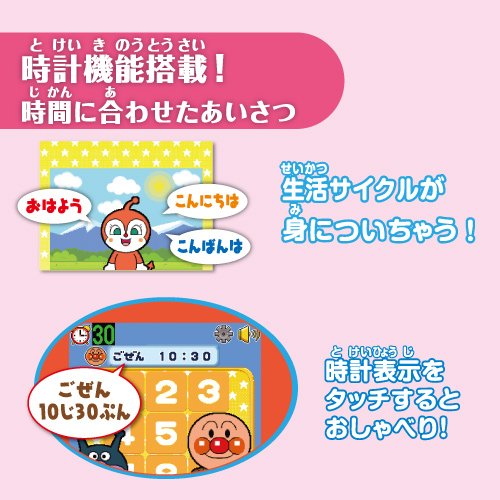 と けい き のうとうさい
時計機能搭載!
じ かん あ
時間に合わせたあいさつ
おはよう
こんにちは
こんばんは
せいかつ
生活サイクルが
み
身についちゃう!
30
ごぜん 10:30
ごぜん
10じ30ぷん
2 3
4 5
8
と けいひょう じ
時計表示を
タッチすると
おしゃべり!